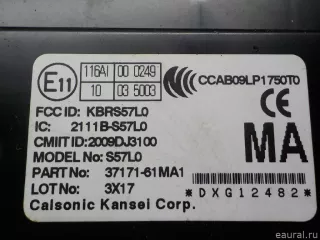 E11
116AI 00 0249
10 03 5003
CCAB09LP1750T0
FCC ID: KBRS57L0
IC: 2111B-S57L0
CMIIT ID:2009DJ3100
MODEL No: S57L0
PART No: 37171-61MA1
LOT No: 3X17
Calsonic Kansei Corp.
CE
MA
*DXG12482*
© eaural.ru